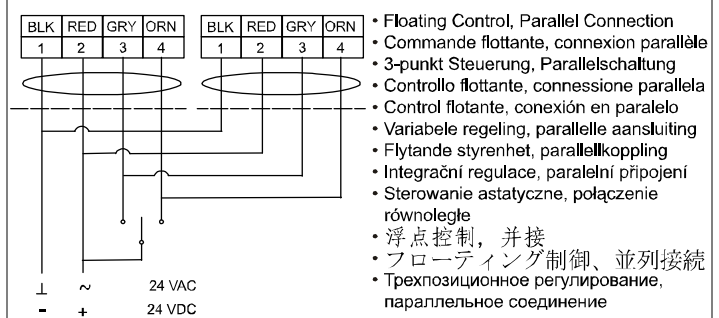 BLK RED GRY ORN
1 2 3 4
BLK RED GRY ORN
1 2 3 4
⊥ ~ 24 VAC
- + 24 VDC
• Floating Control, Parallel Connection
• Commande flottante, connexion parallèle
• 3-punkt Steuerung, Parallelschaltung
• Controllo flottante, connessione parallela
• Control flotante, conexión en paralelo
• Variabele regeling, parallelle aansluiting
• Flytande styrenhet, parallellkoppling
• Integrační regulace, paralelní připojení
• Sterowanie astatyczne, połączenie
równoległe
• 浮点控制，并接
• フローティング制御、並列接続
• Трехпозиционное регулирование,
параллельное соединение